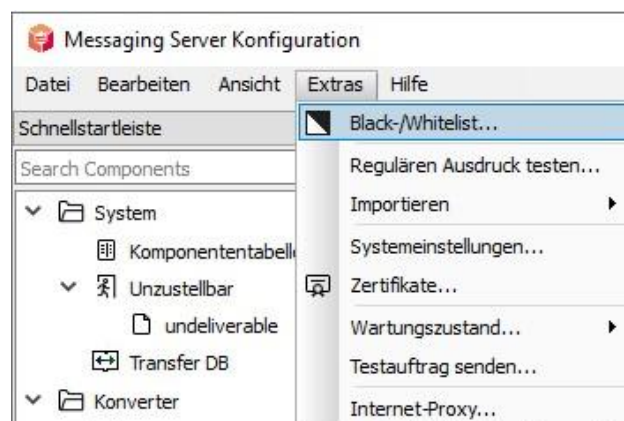 Messaging Server Konfiguration
Datei Bearbeiten Ansicht Extras Hilfe
Schnellstartleiste
Search Components
System
Komponententabell
Unzustellbar
undeliverable
Transfer DB
Konverter
Black-/Whitelist...
Regulären Ausdruck testen...
Importieren
Systemeinstellungen...
Zertifikate...
Wartungszustand...
Testauftrag senden...
Internet-Proxy...